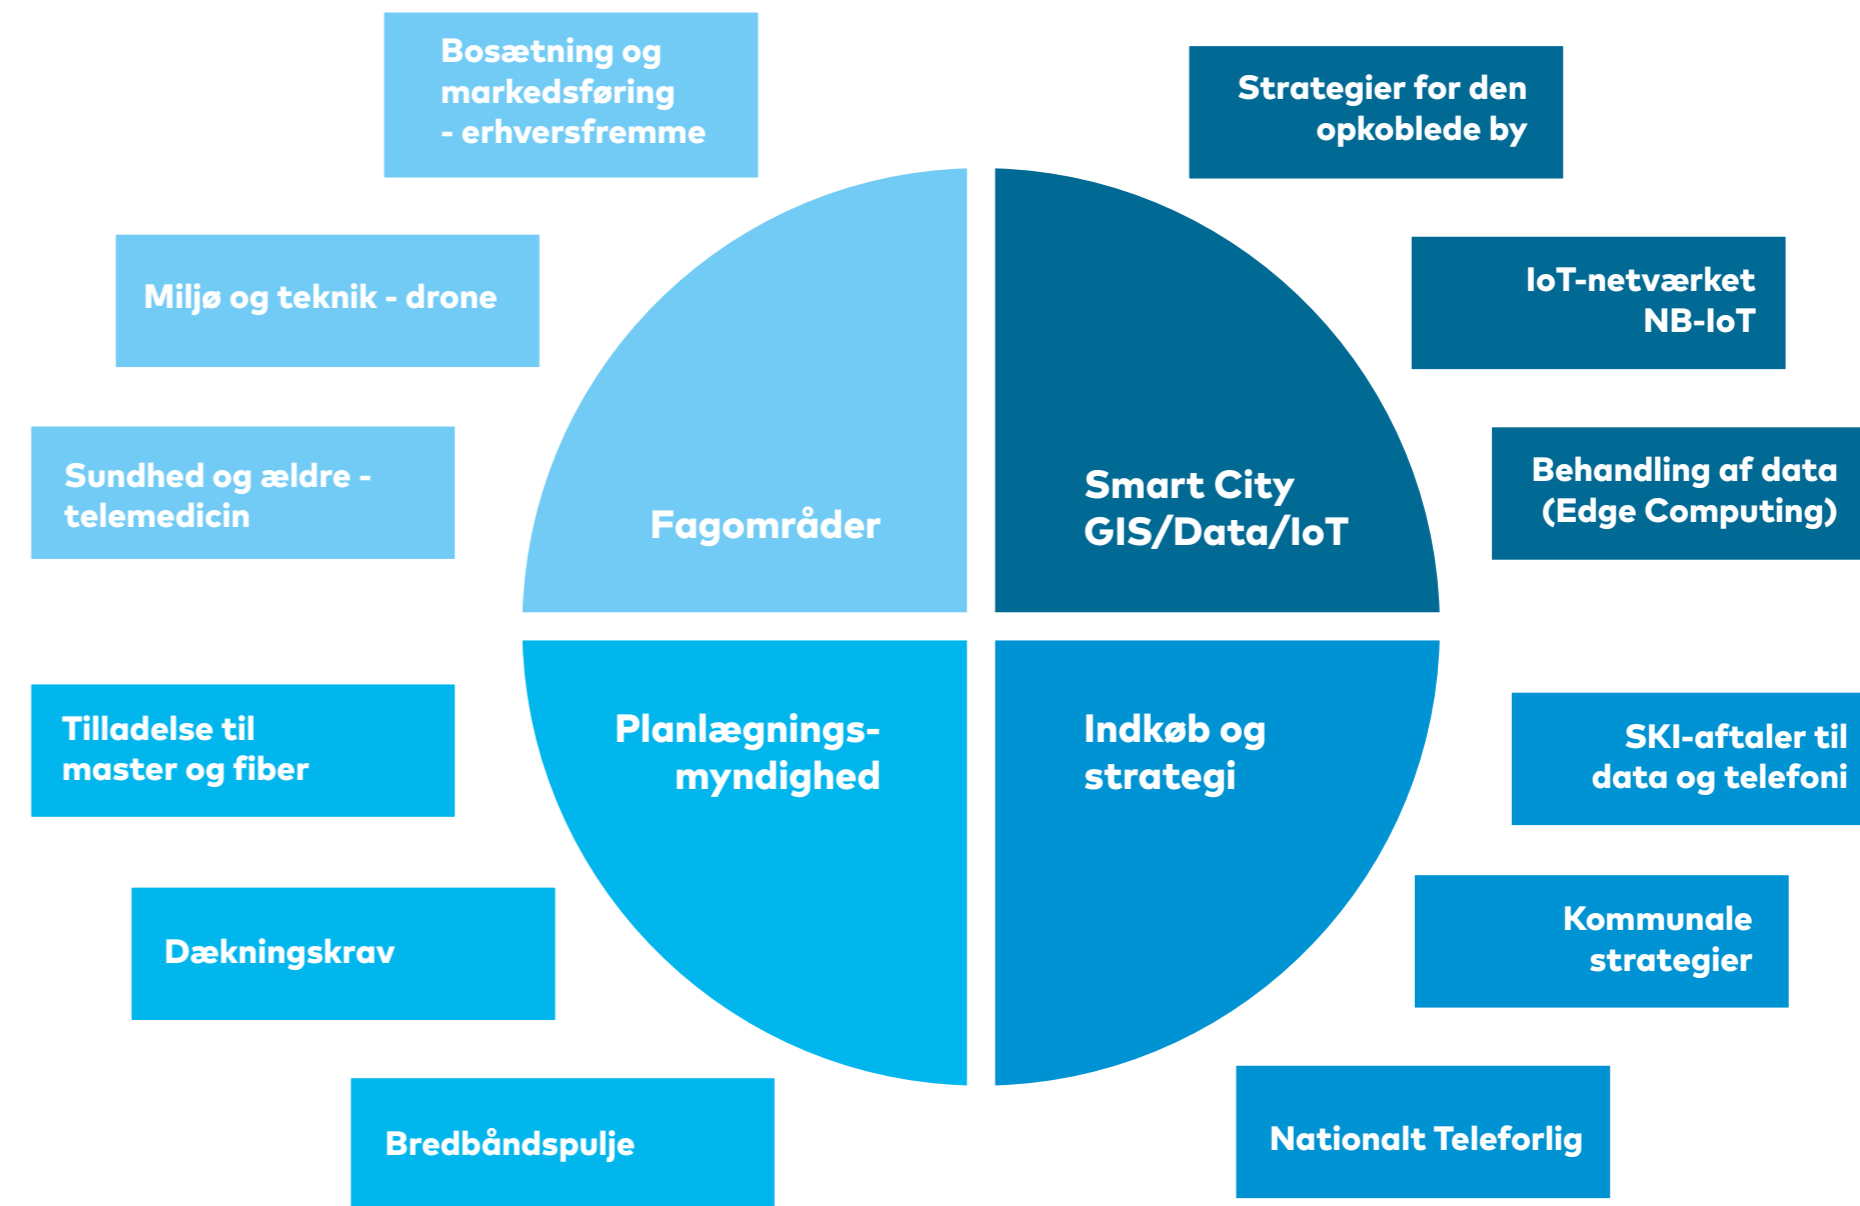 Bosætning og
markedsføring
- erhversfremme
Strategier for den
opkoblede by
Miljø og teknik - drone
IoT-netværket
NB-IoT
Sundhed og ældre -
telemedicin
Behandling af data
(Edge Computing)
Fagområder
Smart City
GIS/Data/IoT
Planlægnings-
myndighed
Indkøb og
strategi
Tilladelse til
master og fiber
SKI-aftaler til
data og telefoni
Dækningskrav
Kommunale
strategier
Bredbåndspulje
Nationalt Teleforlig